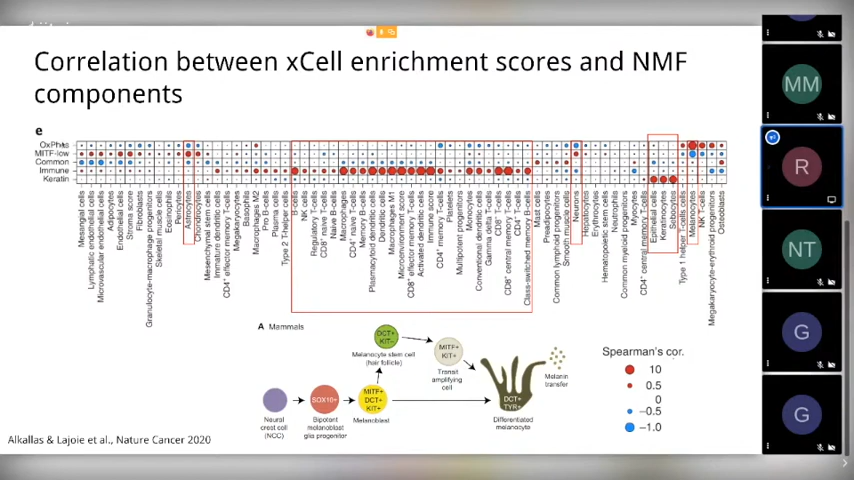 Correlation between xCell enrichment scores and NMF
components
e
OxPhos
MITF-low
Common
Immune
Keratin
Mesangial cells
Lymphatic endothelial cells
Microvascular endothelial cells
Adipocytes
Endothelial cells
Stroma score
Fibroblasts
Granulocyte-macrophage progenitors
Skeletal muscle cells
Eosinophils
Pericytes
Astrocytes
Chondrocytes
Mesenchymal stem cells
Immature dendritic cells
CD4⁺ effector memory T-cells
Megakaryocytes
Basophils
Macrophages M2
Pro B-cells
Plasma cells
Type 2 T-helper cells
NK cells
Regulatory T-cells
CD8⁺ naive T-cells
Naive B-cells
Macrophages
CD4⁺ naive T-cells
Memory B-cells
Plasmacytoid dendritic cells
Dendritic cells
Macrophages M1
Microenvironment score
CD8⁺ effector memory T-cells
Activated dendritic cells
Immune score
CD4⁺ memory T-cells
Platelets
Multipotent progenitors
Monocytes
Conventional dendritic cells
Gamma delta T-cells
CD8⁺ T-cells
CD8⁺ central memory T-cells
CD4⁺ T-cells
Class-switched memory B-cells
Mast cells
Preadipocytes
Common lymphoid progenitors
Smooth muscle cells
Neurons
Hepatocytes
Erythrocytes
Hematopoietic stem cells
Neutrophils
Common myeloid progenitors
Myocytes
CD4⁺ central memory T-cells
Epithelial cells
Keratinocytes
Sebocytes
Type 1 helper T-cells
Melanocytes
NK T-cells
Megakaryocyte-erythroid progenitors
Osteoblasts
A Mammals
DCT+
KIT-
Melanocyte stem cell
(hair follicle)
MITF+
KIT+
Transit
amplifying
cell
Melanin
transfer
SOX10+
MITF+
DCT+
KIT+
DCT+
TYR+
Neural
crest cell
(NCC)
Bipotent
melanoblast
glia progenitor
Melanoblast
Differentiated
melanocyte
Spearman's cor.
10
0.5
0
−0.5
−1.0
Alkallas & Lajoie et al., Nature Cancer 2020
MM
R
NT
G
G